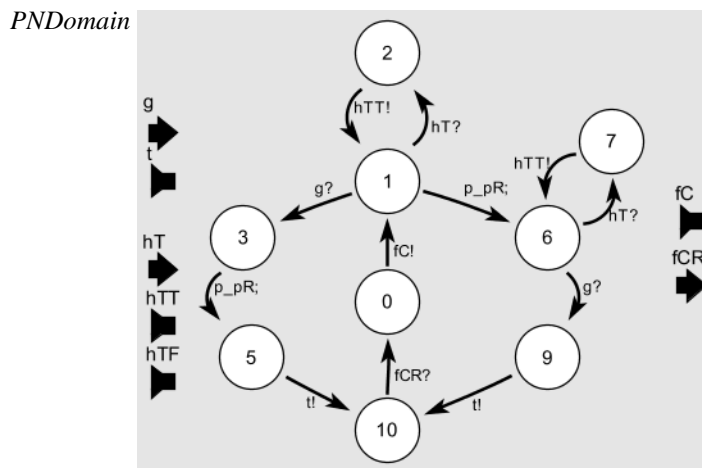 PNDomain
2
g
hTT!
hT?
7
t
hTT!
1
g?
p_pR;
fC
3
6
hT?
hT
fC!
fCR
p_pR;
g?
hTT
0
hTF
5
9
fCR?
t!
t!
10